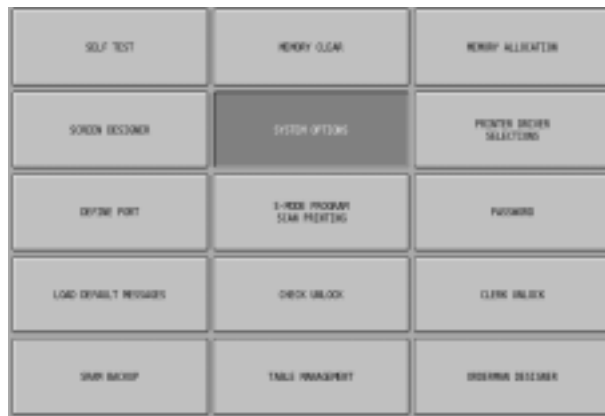 SELF TEST
MEMORY CLEAR
MEMORY ALLOCATION
SCREEN DESIGNER
SYSTEM OPTIONS
PRINTER DRIVER
SELECTIONS
DEFINE PORT
S-MODE PROGRAM
SCAN PRINTING
PASSWORD
LOAD DEFAULT MESSAGES
CHECK UNLOCK
CLERK UNLOCK
SRAM BACKUP
TABLE MANAGEMENT
ORDERMAN DESIGNER